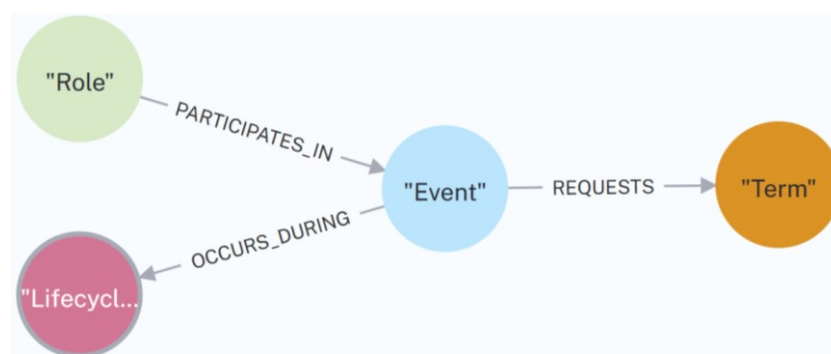 "Role"
PARTICIPATES_IN
"Event"
REQUESTS
"Term"
OCCURS_DURING
"Lifecycl...